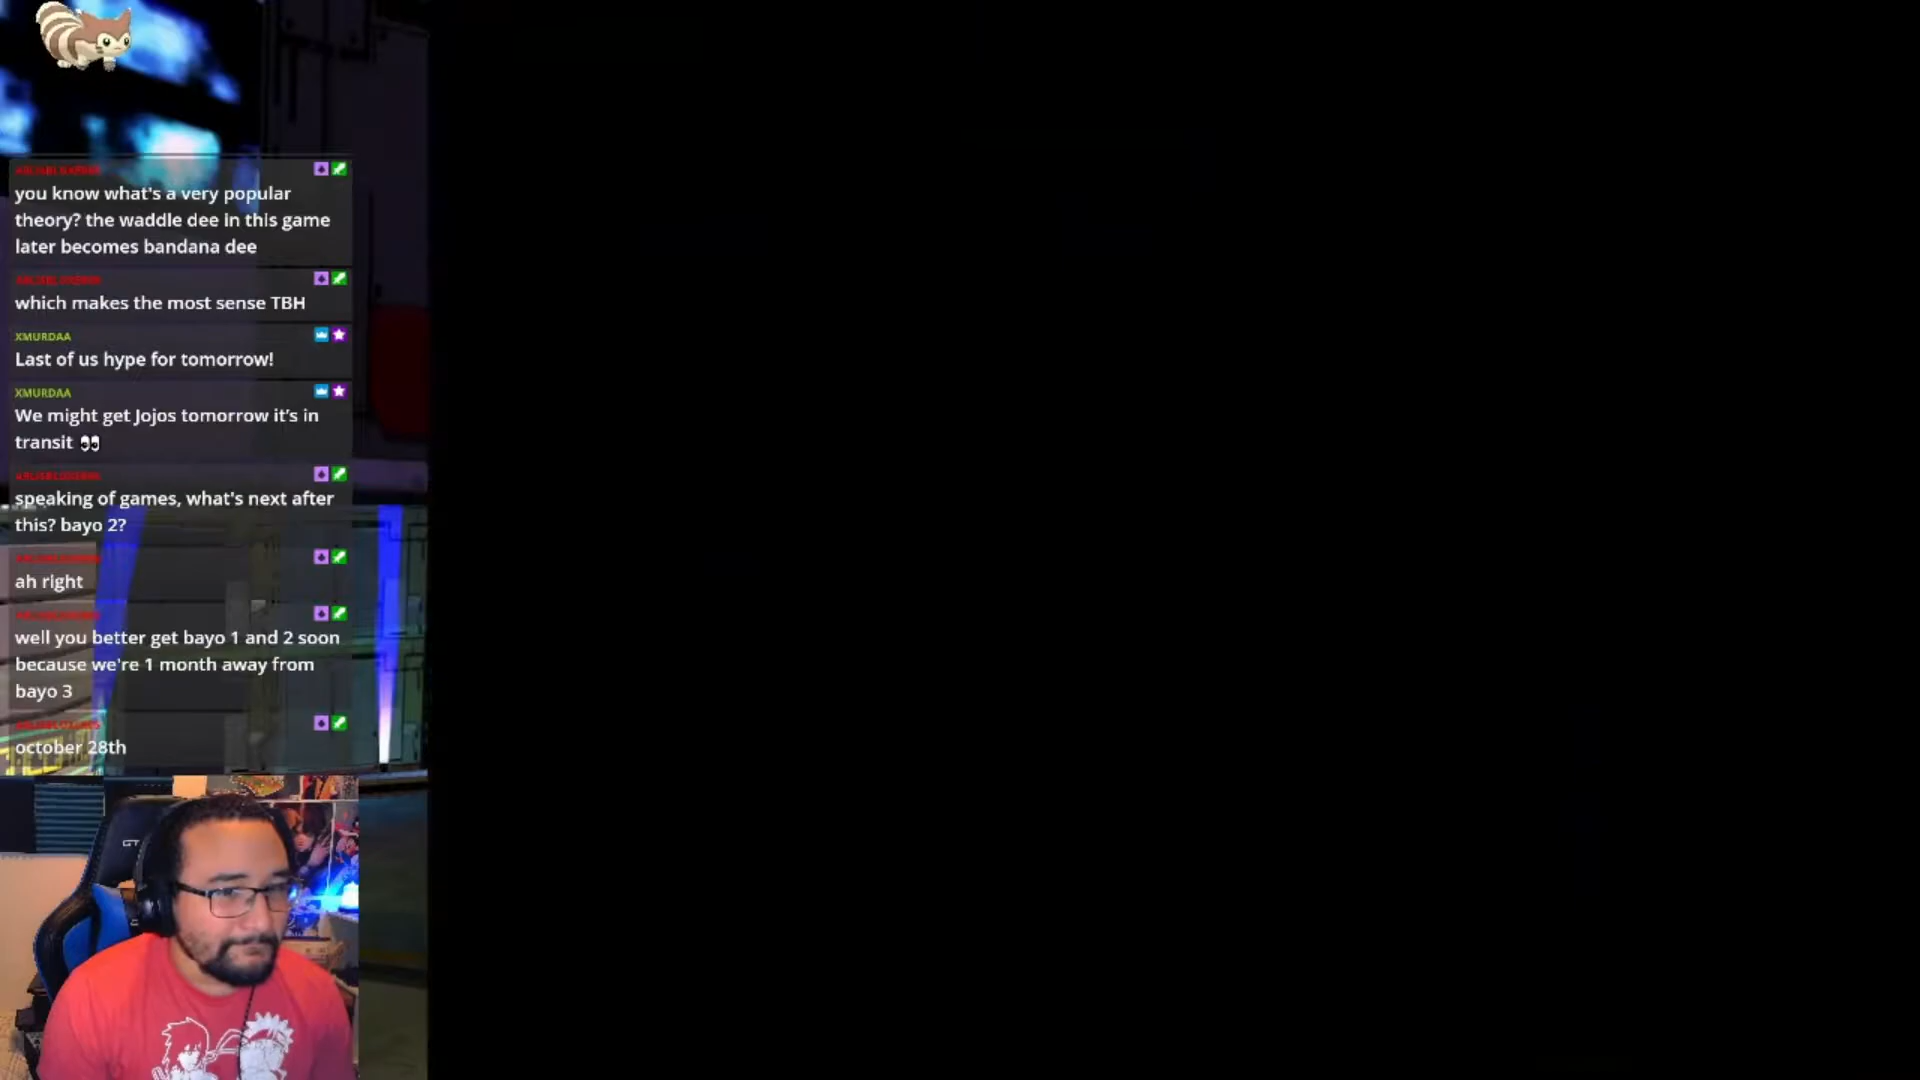 you know what's a very popular
theory? the waddle dee in this game
later becomes bandana dee
which makes the most sense TBH
XMURDAA
Last of us hype for tomorrow!
XMURDAA
We might get Jojos tomorrow it's in
transit 👀
speaking of games, what's next after
this? bayo 2?
ah right
well you better get bayo 1 and 2 soon
because we're 1 month away from
bayo 3
october 28th
GT